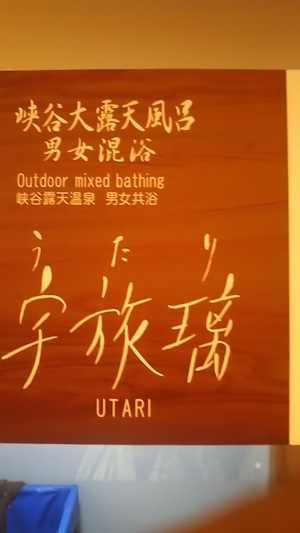 峡谷大露天風呂
男女混浴
Outdoor mixed bathing
峡谷露天温泉 男女共浴
うたり
宇旅璃
UTARI